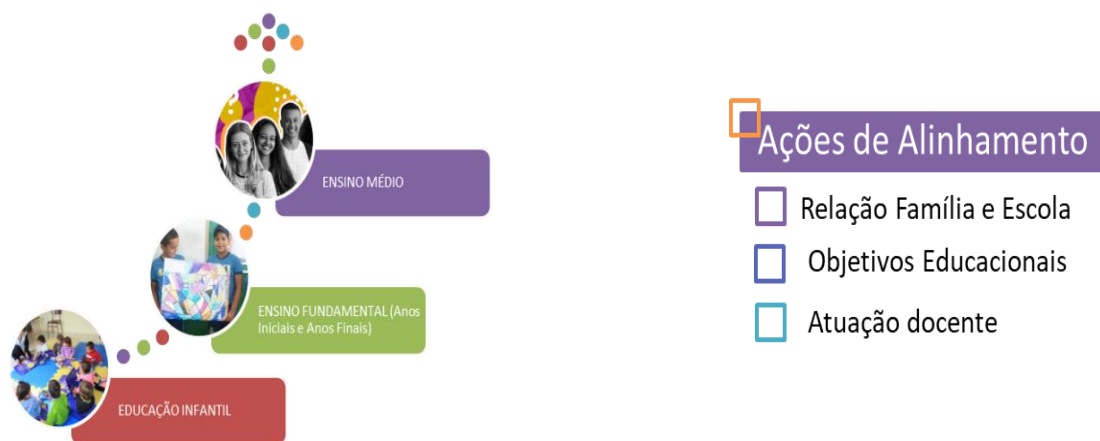 ENSINO MÉDIO
ENSINO FUNDAMENTAL (Anos
Iniciais e Anos Finais)
EDUCAÇÃO INFANTIL
Ações de Alinhamento
Relação Família e Escola
Objetivos Educacionais
Atuação docente